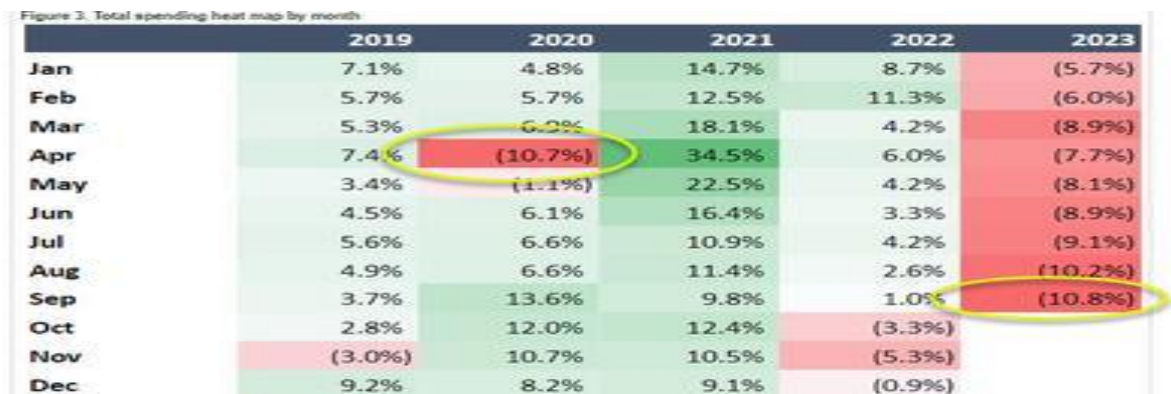 Figure 3. Total spending heat map by month
2019 2020 2021 2022 2023
Jan 7.1% 4.8% 14.7% 8.7% (5.7%)
Feb 5.7% 5.7% 12.5% 11.3% (6.0%)
Mar 5.3% 6.9% 18.1% 4.2% (8.9%)
Apr 7.4% (10.7%) 34.5% 6.0% (7.7%)
May 3.4% (1.1%) 22.5% 4.2% (8.1%)
Jun 4.5% 6.1% 16.4% 3.3% (8.9%)
Jul 5.6% 6.6% 10.9% 4.2% (9.1%)
Aug 4.9% 6.6% 11.4% 2.6% (10.2%)
Sep 3.7% 13.6% 9.8% 1.0% (10.8%)
Oct 2.8% 12.0% 12.4% (3.3%)
Nov (3.0%) 10.7% 10.5% (5.3%)
Dec 9.2% 8.2% 9.1% (0.9%)